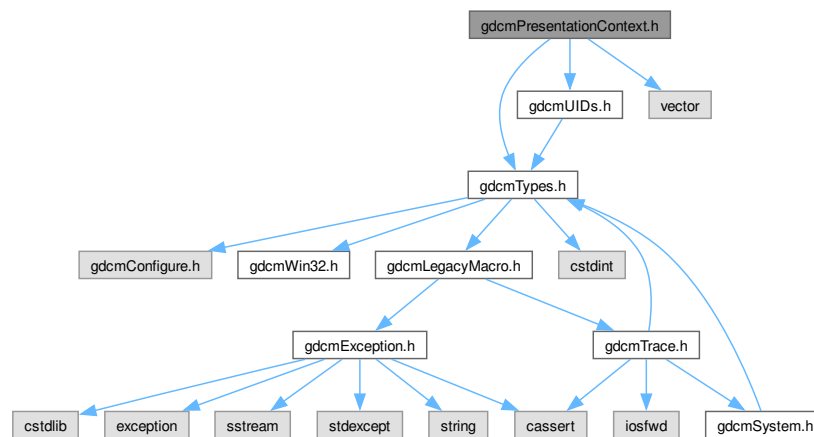 gdcmPresentationContext.h
gdcmUIDs.h
vector
gdcmTypes.h
gdcmConfigure.h
gdcmWin32.h
gdcmLegacyMacro.h
cstdint
gdcmException.h
gdcmTrace.h
cstdlib
exception
sstream
stdexcept
string
cassert
iosfwd
gdcmSystem.h